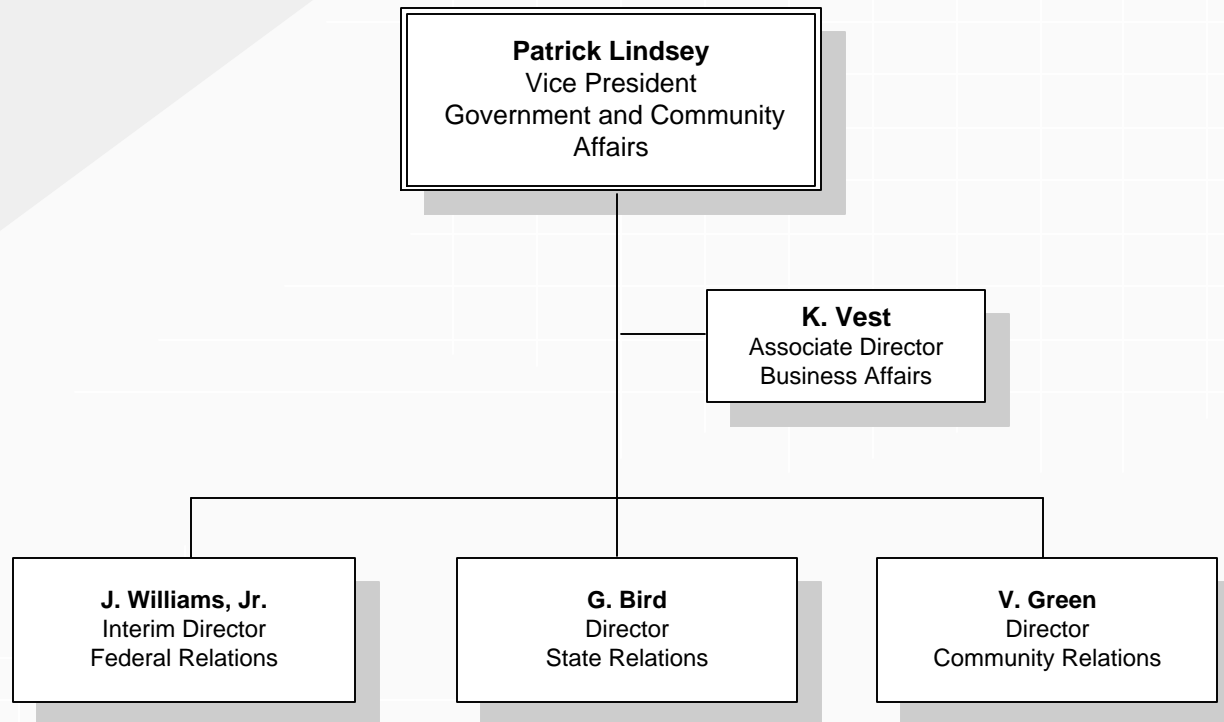 Patrick Lindsey
Vice President
Government and Community
Affairs
K. Vest
Associate Director
Business Affairs
J. Williams, Jr.
Interim Director
Federal Relations
G. Bird
Director
State Relations
V. Green
Director
Community Relations